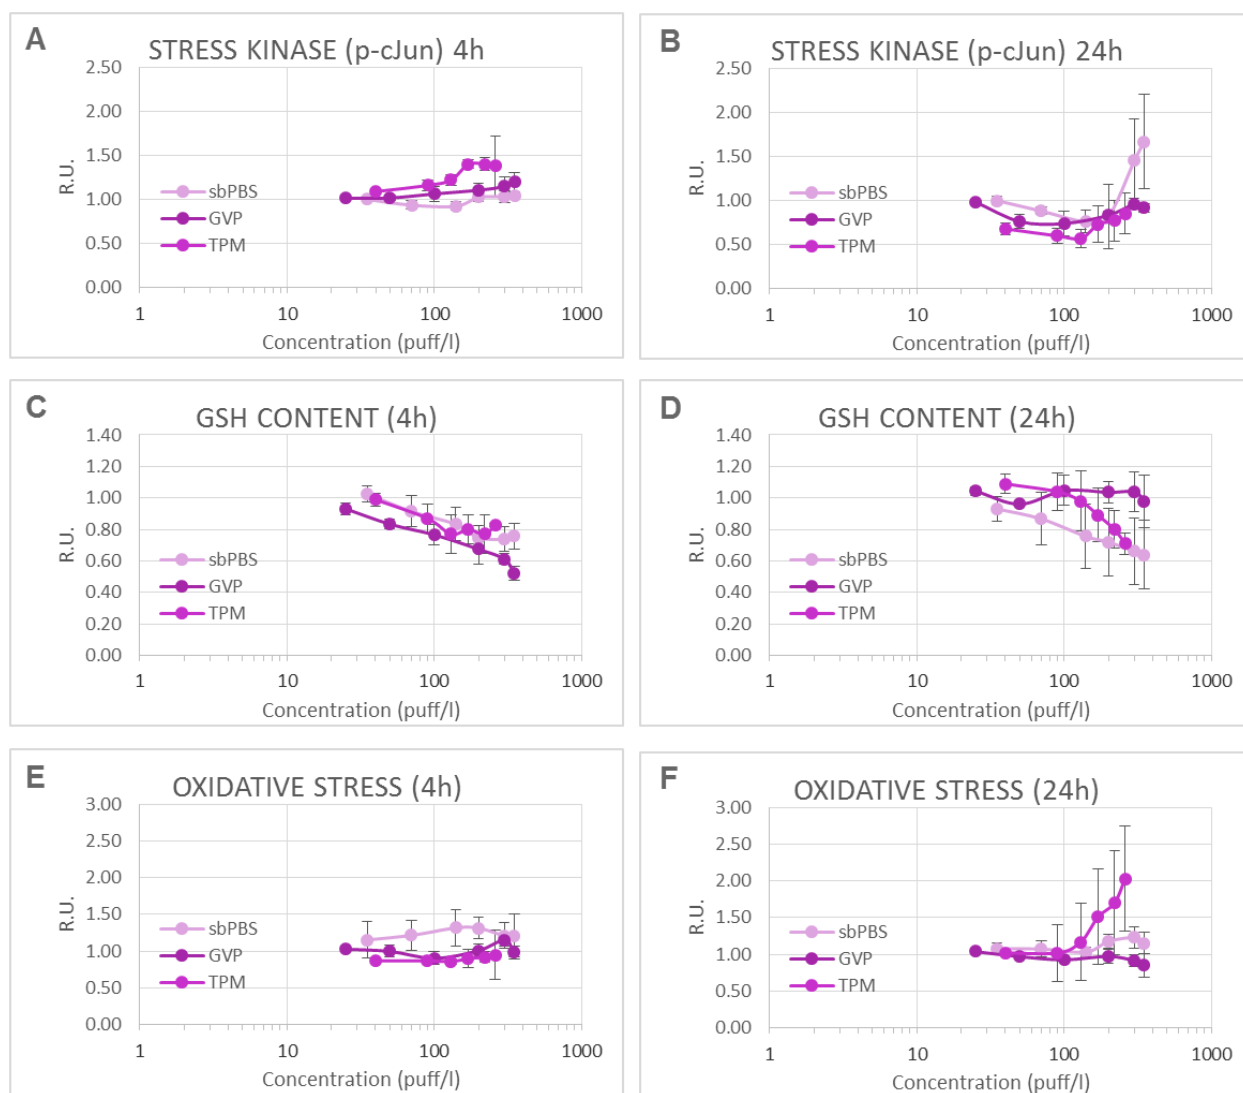 A
STRESS KINASE (p-cJun) 4h
2.50
2.00
1.50
1.00
0.50
0.00
R.U.
sbPBS
GVP
TPM
1 10 100 1000
Concentration (puff/l)
B
STRESS KINASE (p-cJun) 24h
2.50
2.00
1.50
1.00
0.50
0.00
R.U.
sbPBS
GVP
TPM
1 10 100 1000
Concentration (puff/l)
C
GSH CONTENT (4h)
1.40
1.20
1.00
0.80
0.60
0.40
0.20
0.00
R.U.
sbPBS
GVP
TPM
1 10 100 1000
Concentration (puff/l)
D
GSH CONTENT (24h)
1.40
1.20
1.00
0.80
0.60
0.40
0.20
0.00
R.U.
sbPBS
GVP
TPM
1 10 100 1000
Concentration (puff/l)
E
OXIDATIVE STRESS (4h)
3.00
2.50
2.00
1.50
1.00
0.50
0.00
R.U.
sbPBS
GVP
TPM
1 10 100 1000
Concentration (puff/l)
F
OXIDATIVE STRESS (24h)
3.00
2.50
2.00
1.50
1.00
0.50
0.00
R.U.
sbPBS
GVP
TPM
1 10 100 1000
Concentration (puff/l)